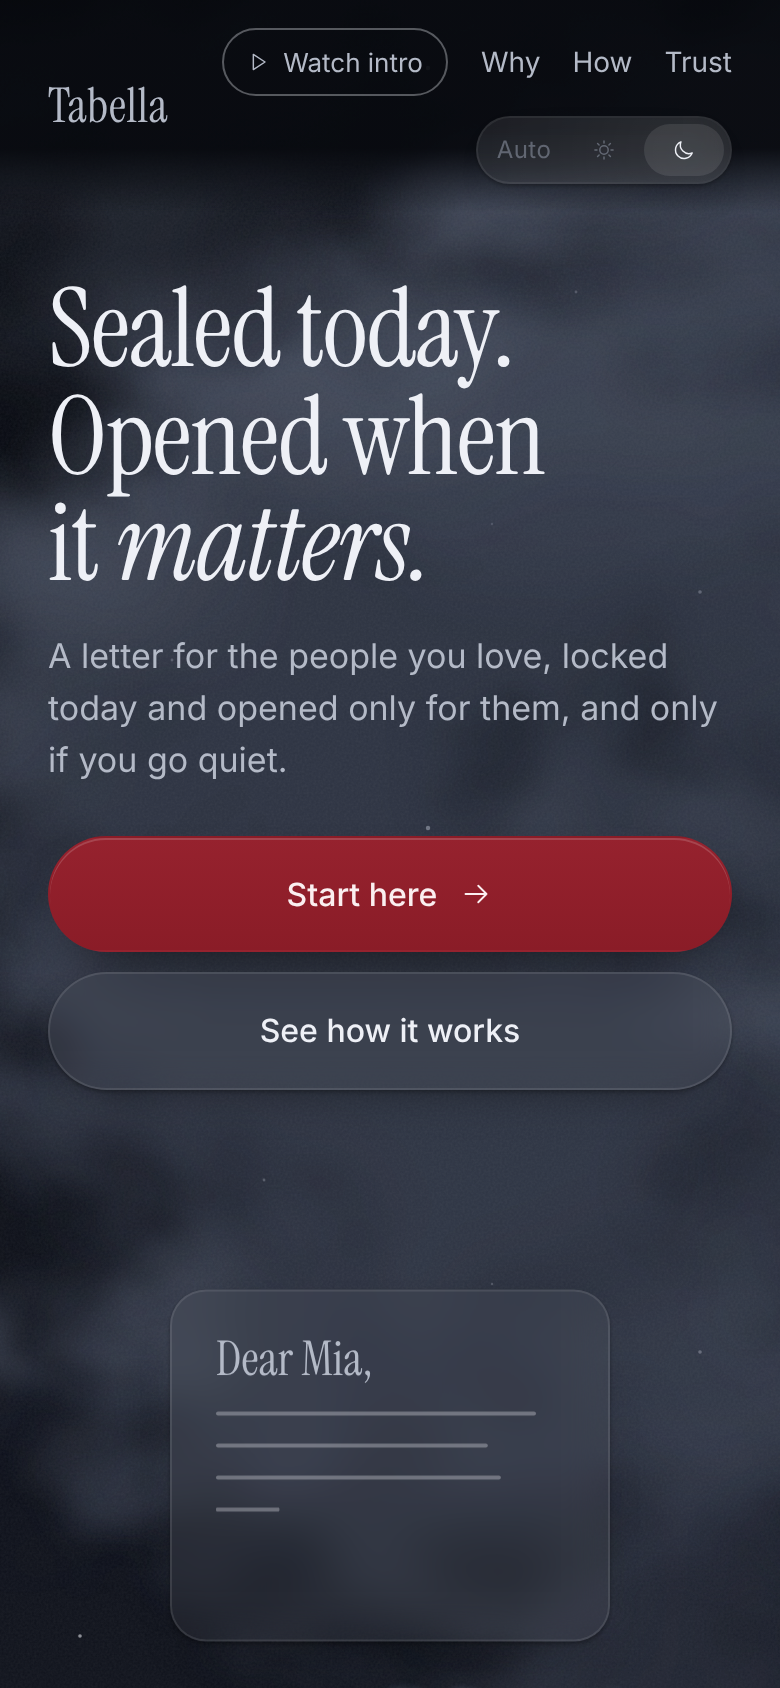 Watch intro
Why
How
Trust
Tabella
Auto
Sealed today.
Opened when
it matters.
A letter for the people you love, locked
today and opened only for them, and only
if you go quiet.
Start here
See how it works
Dear Mia,